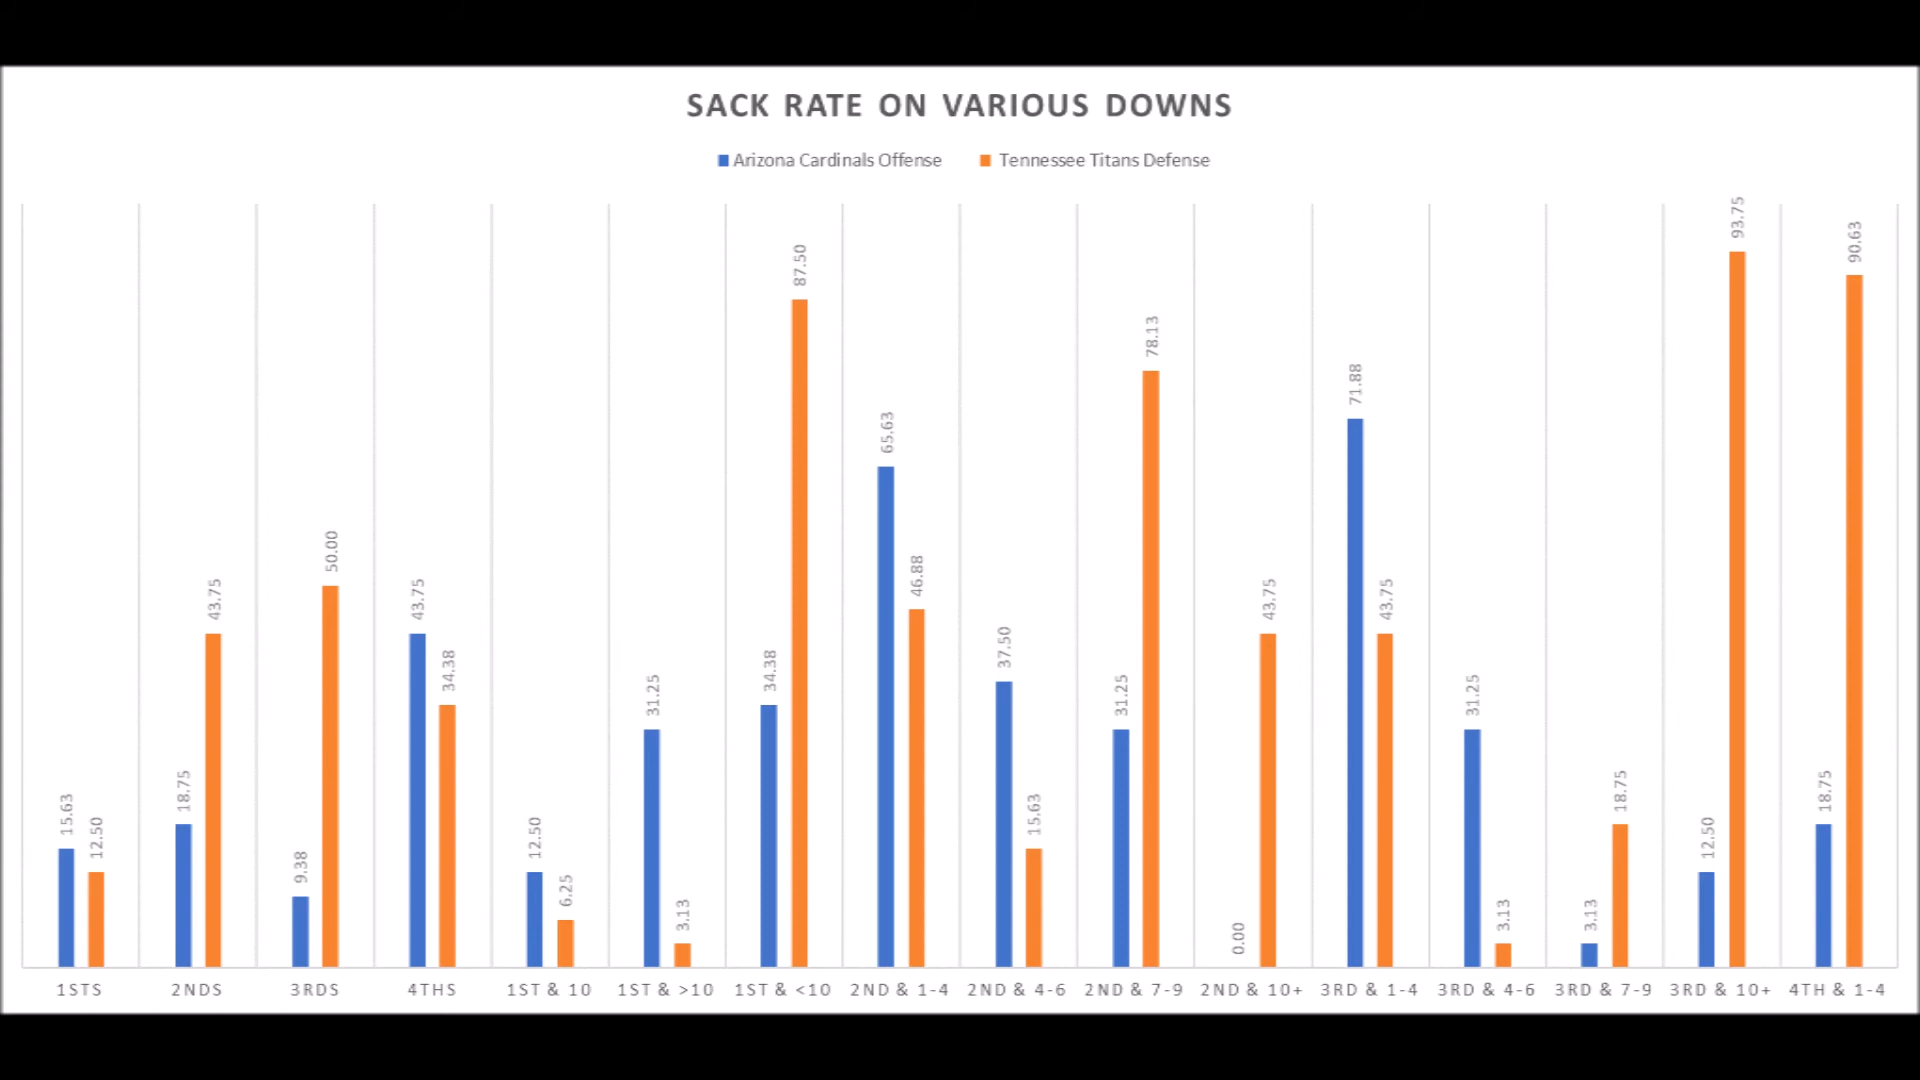 SACK RATE ON VARIOUS DOWNS
Arizona Cardinals Offense Tennessee Titans Defense
15.63 12.50 18.75 43.75 9.38 50.00 43.75 34.38 12.50 6.25 31.25 3.13 34.38 87.50 65.63 46.88 37.50 15.63 31.25 78.13 0.00 43.75 71.88 43.75 31.25 3.13 3.13 18.75 12.50 93.75 18.75 90.63
1STS 2NDS 3RDS 4THS 1ST & 10 1ST & >10 1ST & <10 2ND & 1-4 2ND & 4-6 2ND & 7-9 2ND & 10+ 3RD & 1-4 3RD & 4-6 3RD & 7-9 3RD & 10+ 4TH & 1-4